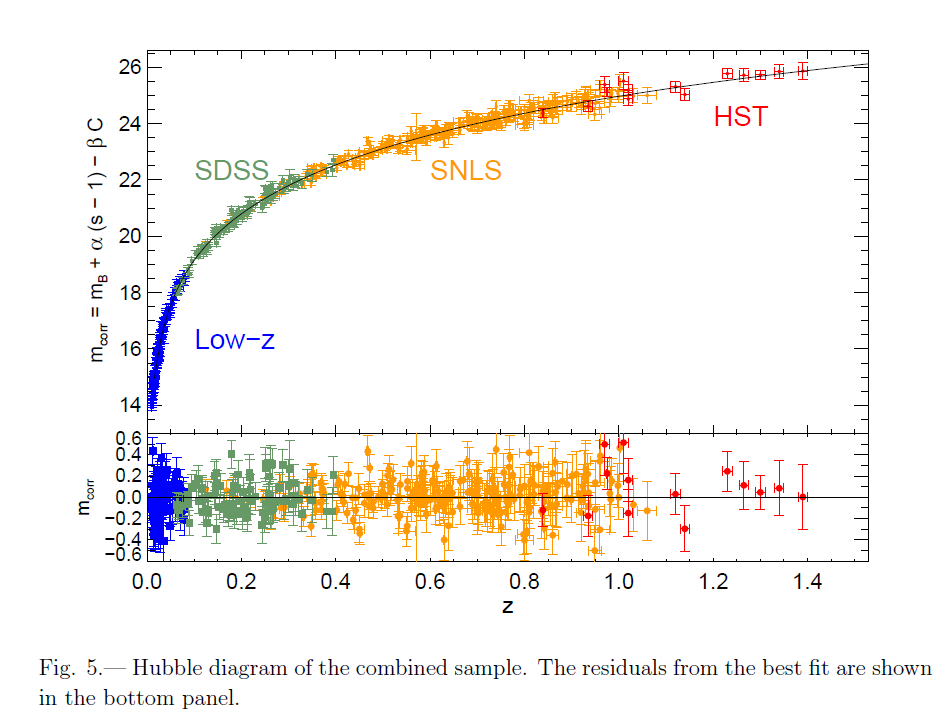 26
24
22
20
18
16
14
m_corr = m_B + α (s − 1) − β C
SDSS
SNLS
HST
Low−z
0.6
0.4
0.2
0.0
−0.2
−0.4
−0.6
m_corr
0.0 0.2 0.4 0.6 0.8 1.0 1.2 1.4
z
Fig. 5.— Hubble diagram of the combined sample. The residuals from the best fit are shown
in the bottom panel.